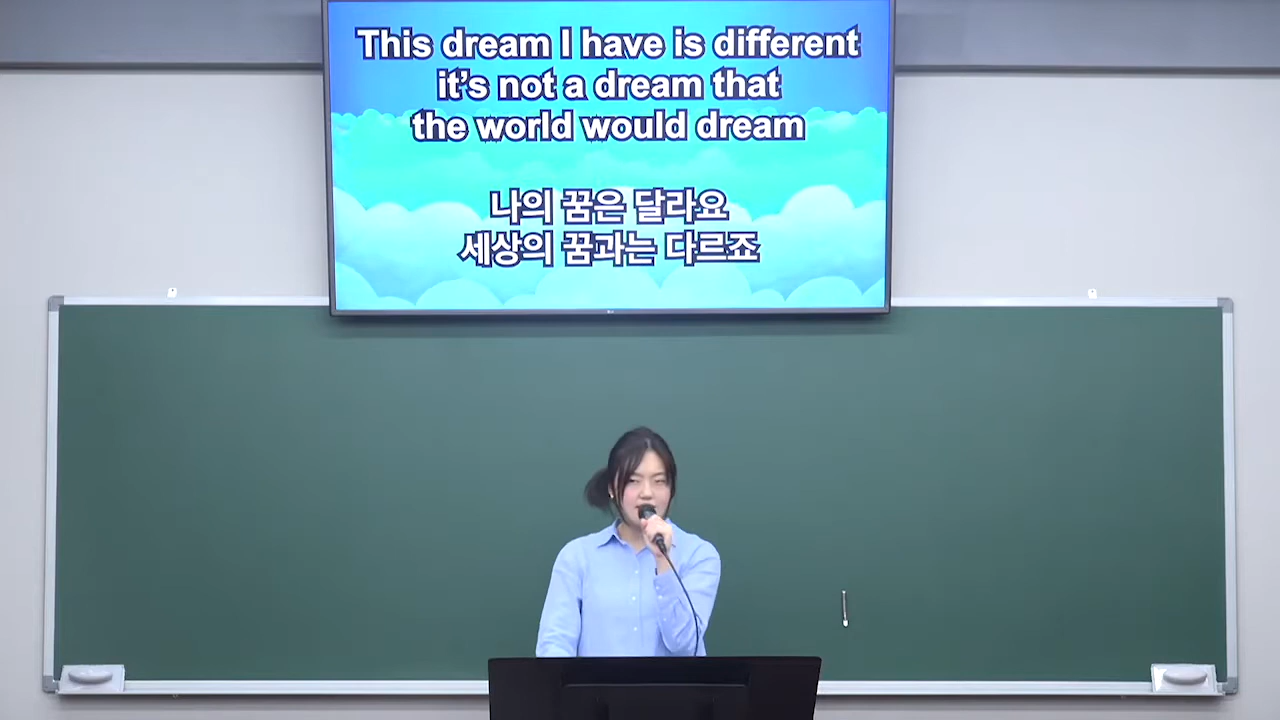 This dream I have is different
it's not a dream that
the world would dream
나의 꿈은 달라요
세상의 꿈과는 다르죠